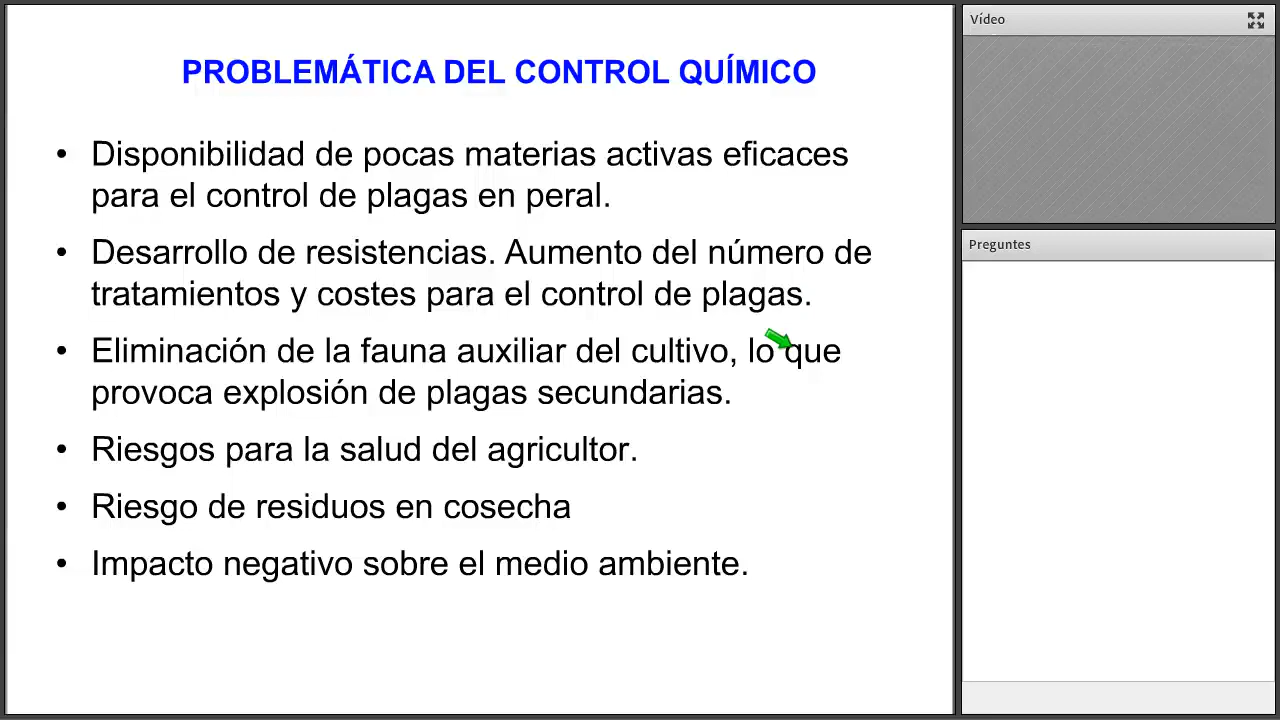 PROBLEMÁTICA DEL CONTROL QUÍMICO
• Disponibilidad de pocas materias activas eficaces
para el control de plagas en peral.
• Desarrollo de resistencias. Aumento del número de
tratamientos y costes para el control de plagas.
• Eliminación de la fauna auxiliar del cultivo, lo que
provoca explosión de plagas secundarias.
• Riesgos para la salud del agricultor.
• Riesgo de residuos en cosecha
• Impacto negativo sobre el medio ambiente.
Vídeo
Preguntes